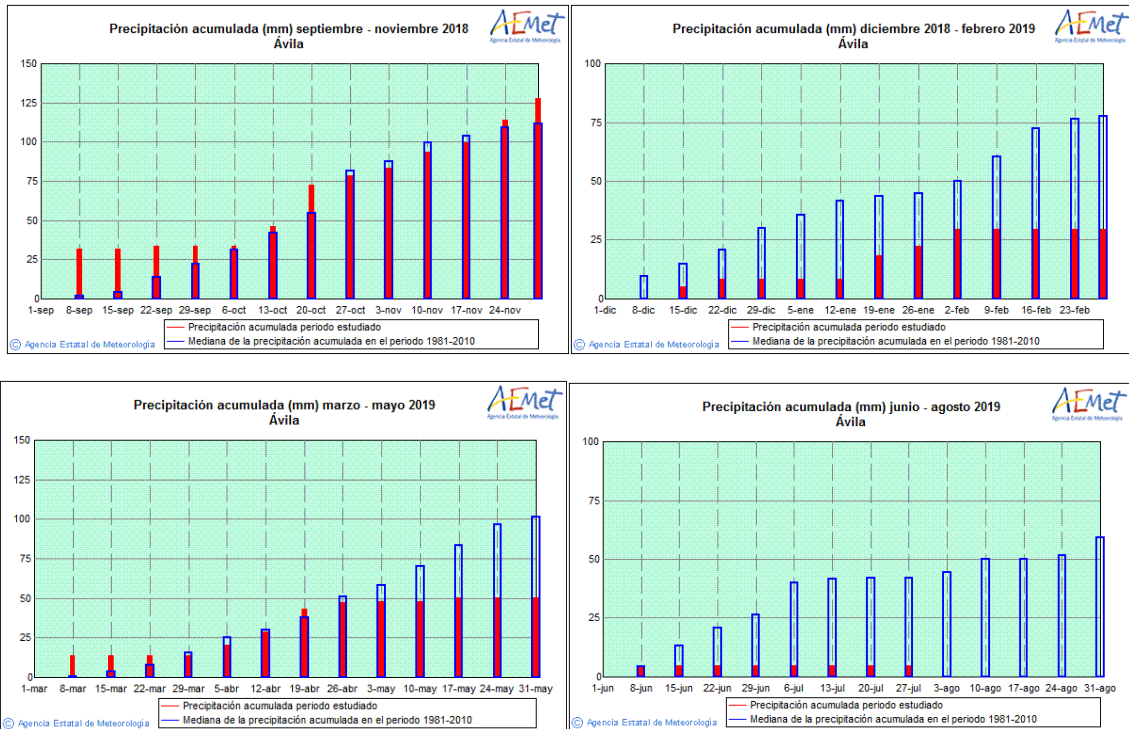 Precipitación acumulada (mm) septiembre - noviembre 2018
Ávila
AEMet
Agencia Estatal de Meteorología
150
125
100
75
50
25
0
1-sep 8-sep 15-sep 22-sep 29-sep 6-oct 13-oct 20-oct 27-oct 3-nov 10-nov 17-nov 24-nov
Precipitación acumulada periodo estudiado
Mediana de la precipitación acumulada en el periodo 1981-2010
© Agencia Estatal de Meteorología
Precipitación acumulada (mm) diciembre 2018 - febrero 2019
Ávila
AEMet
Agencia Estatal de Meteorología
100
75
50
25
0
1-dic 8-dic 15-dic 22-dic 29-dic 5-ene 12-ene 19-ene 26-ene 2-feb 9-feb 16-feb 23-feb
Precipitación acumulada periodo estudiado
Mediana de la precipitación acumulada en el periodo 1981-2010
© Agencia Estatal de Meteorología
Precipitación acumulada (mm) marzo - mayo 2019
Ávila
AEMet
Agencia Estatal de Meteorología
150
125
100
75
50
25
0
1-mar 8-mar 15-mar 22-mar 29-mar 5-abr 12-abr 19-abr 26-abr 3-may 10-may 17-may 24-may 31-may
Precipitación acumulada periodo estudiado
Mediana de la precipitación acumulada en el periodo 1981-2010
© Agencia Estatal de Meteorología
Precipitación acumulada (mm) junio - agosto 2019
Ávila
AEMet
Agencia Estatal de Meteorología
100
75
50
25
0
1-jun 8-jun 15-jun 22-jun 29-jun 6-jul 13-jul 20-jul 27-jul 3-ago 10-ago 17-ago 24-ago 31-ago
Precipitación acumulada periodo estudiado
Mediana de la precipitación acumulada en el periodo 1981-2010
© Agencia Estatal de Meteorología